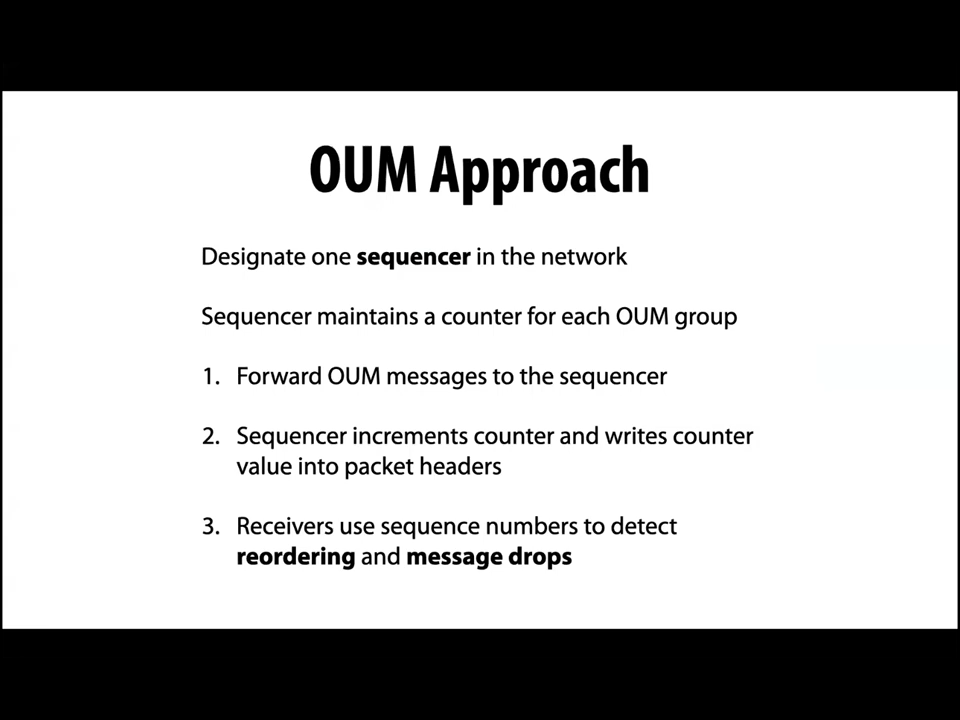 OUM Approach
Designate one sequencer in the network
Sequencer maintains a counter for each OUM group
1. Forward OUM messages to the sequencer
2. Sequencer increments counter and writes counter
value into packet headers
3. Receivers use sequence numbers to detect
reordering and message drops